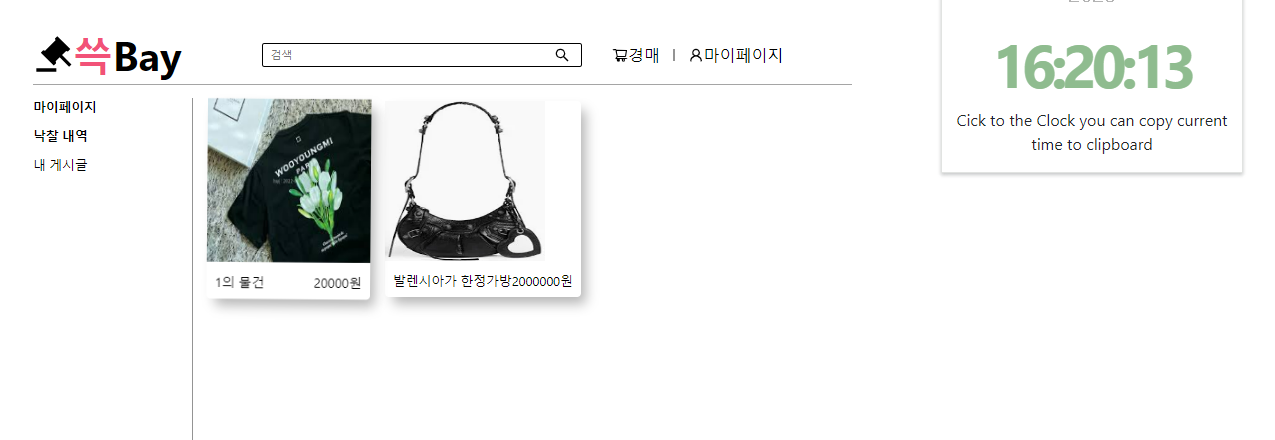 쓱Bay
검색
경매 | 마이페이지
16:20:13
Cick to the Clock you can copy current
time to clipboard
마이페이지
낙찰 내역
내 게시글
WOOYOUNGMI
PARIS
1의 물건 20000원
발렌시아가 한정가방2000000원